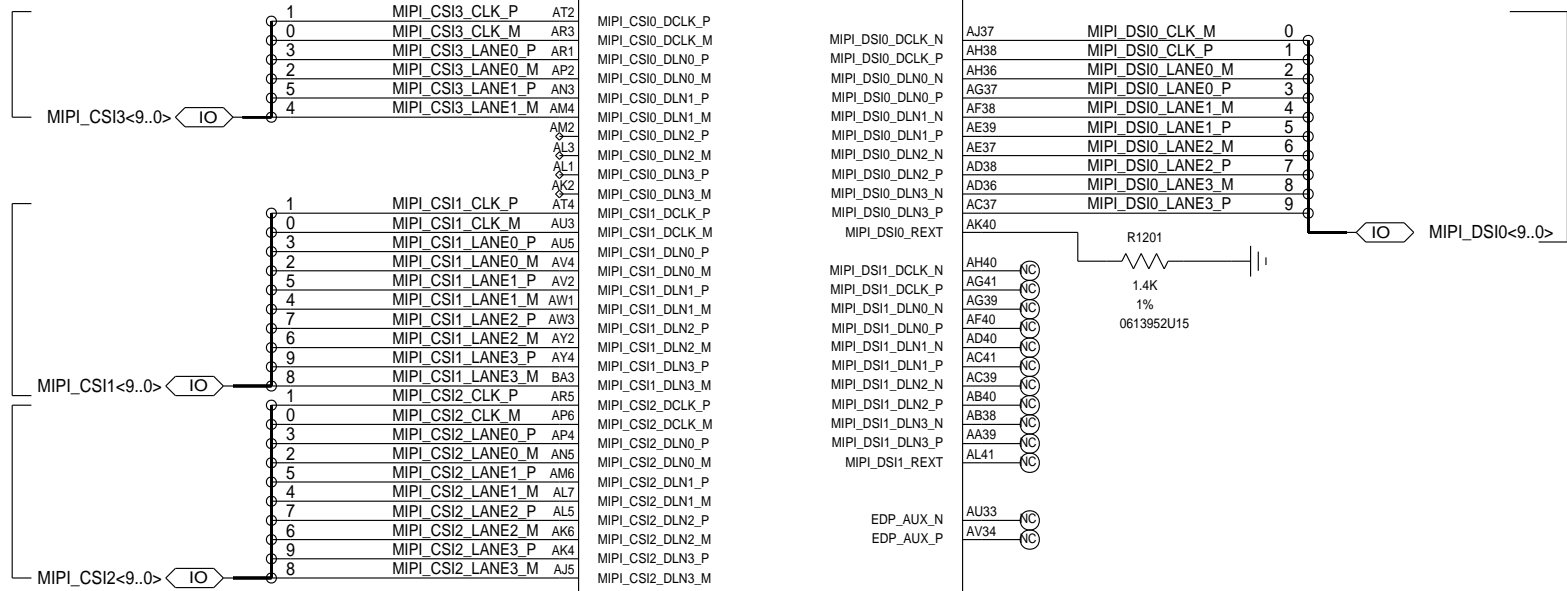 1 MIPI_CSI3_CLK_P AT2 MIPI_CSI0_DCLK_P
0 MIPI_CSI3_CLK_M AR3 MIPI_CSI0_DCLK_M
3 MIPI_CSI3_LANE0_P AR1 MIPI_CSI0_DLN0_P
2 MIPI_CSI3_LANE0_M AP2 MIPI_CSI0_DLN0_M
5 MIPI_CSI3_LANE1_P AN3 MIPI_CSI0_DLN1_P
4 MIPI_CSI3_LANE1_M AM4 MIPI_CSI0_DLN1_M
MIPI_CSI3<9..0> IO
AM2 MIPI_CSI0_DLN2_P
AL3 MIPI_CSI0_DLN2_M
AL1 MIPI_CSI0_DLN3_P
AK2 MIPI_CSI0_DLN3_M
1 MIPI_CSI1_CLK_P AT4 MIPI_CSI1_DCLK_P
0 MIPI_CSI1_CLK_M AU3 MIPI_CSI1_DCLK_M
3 MIPI_CSI1_LANE0_P AU5 MIPI_CSI1_DLN0_P
2 MIPI_CSI1_LANE0_M AV4 MIPI_CSI1_DLN0_M
5 MIPI_CSI1_LANE1_P AV2 MIPI_CSI1_DLN1_P
4 MIPI_CSI1_LANE1_M AW1 MIPI_CSI1_DLN1_M
7 MIPI_CSI1_LANE2_P AW3 MIPI_CSI1_DLN2_P
6 MIPI_CSI1_LANE2_M AY2 MIPI_CSI1_DLN2_M
9 MIPI_CSI1_LANE3_P AY4 MIPI_CSI1_DLN3_P
8 MIPI_CSI1_LANE3_M BA3 MIPI_CSI1_DLN3_M
MIPI_CSI1<9..0> IO
1 MIPI_CSI2_CLK_P AR5 MIPI_CSI2_DCLK_P
0 MIPI_CSI2_CLK_M AP6 MIPI_CSI2_DCLK_M
3 MIPI_CSI2_LANE0_P AP4 MIPI_CSI2_DLN0_P
2 MIPI_CSI2_LANE0_M AN5 MIPI_CSI2_DLN0_M
5 MIPI_CSI2_LANE1_P AM6 MIPI_CSI2_DLN1_P
4 MIPI_CSI2_LANE1_M AL7 MIPI_CSI2_DLN1_M
7 MIPI_CSI2_LANE2_P AL5 MIPI_CSI2_DLN2_P
6 MIPI_CSI2_LANE2_M AK6 MIPI_CSI2_DLN2_M
9 MIPI_CSI2_LANE3_P AK4 MIPI_CSI2_DLN3_P
8 MIPI_CSI2_LANE3_M AJ5 MIPI_CSI2_DLN3_M
MIPI_CSI2<9..0> IO
MIPI_DSI0_DCLK_N AJ37 MIPI_DSI0_CLK_M 0
MIPI_DSI0_DCLK_P AH38 MIPI_DSI0_CLK_P 1
MIPI_DSI0_DLN0_N AH36 MIPI_DSI0_LANE0_M 2
MIPI_DSI0_DLN0_P AG37 MIPI_DSI0_LANE0_P 3
MIPI_DSI0_DLN1_N AF38 MIPI_DSI0_LANE1_M 4
MIPI_DSI0_DLN1_P AE39 MIPI_DSI0_LANE1_P 5
MIPI_DSI0_DLN2_N AE37 MIPI_DSI0_LANE2_M 6
MIPI_DSI0_DLN2_P AD38 MIPI_DSI0_LANE2_P 7
MIPI_DSI0_DLN3_N AD36 MIPI_DSI0_LANE3_M 8
MIPI_DSI0_DLN3_P AC37 MIPI_DSI0_LANE3_P 9
MIPI_DSI0_REXT AK40
IO MIPI_DSI0<9..0>
R1201
1.4K
1%
0613952U15
MIPI_DSI1_DCLK_N AH40 NC
MIPI_DSI1_DCLK_P AG41 NC
MIPI_DSI1_DLN0_N AG39 NC
MIPI_DSI1_DLN0_P AF40 NC
MIPI_DSI1_DLN1_N AD40 NC
MIPI_DSI1_DLN1_P AC41 NC
MIPI_DSI1_DLN2_N AC39 NC
MIPI_DSI1_DLN2_P AB40 NC
MIPI_DSI1_DLN3_N AB38 NC
MIPI_DSI1_DLN3_P AA39 NC
MIPI_DSI1_REXT AL41 NC
EDP_AUX_N AU33 NC
EDP_AUX_P AV34 NC